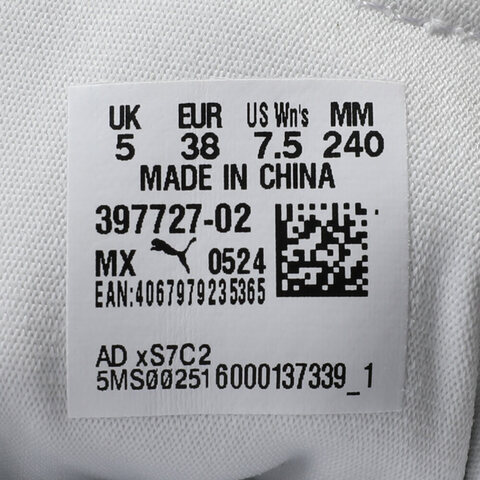 UK EUR US Wn's MM
5 38 7.5 240
MADE IN CHINA
397727-02
MX 0524
EAN:4067979235365
AD xS7C2
5MS00251 6000137339_1